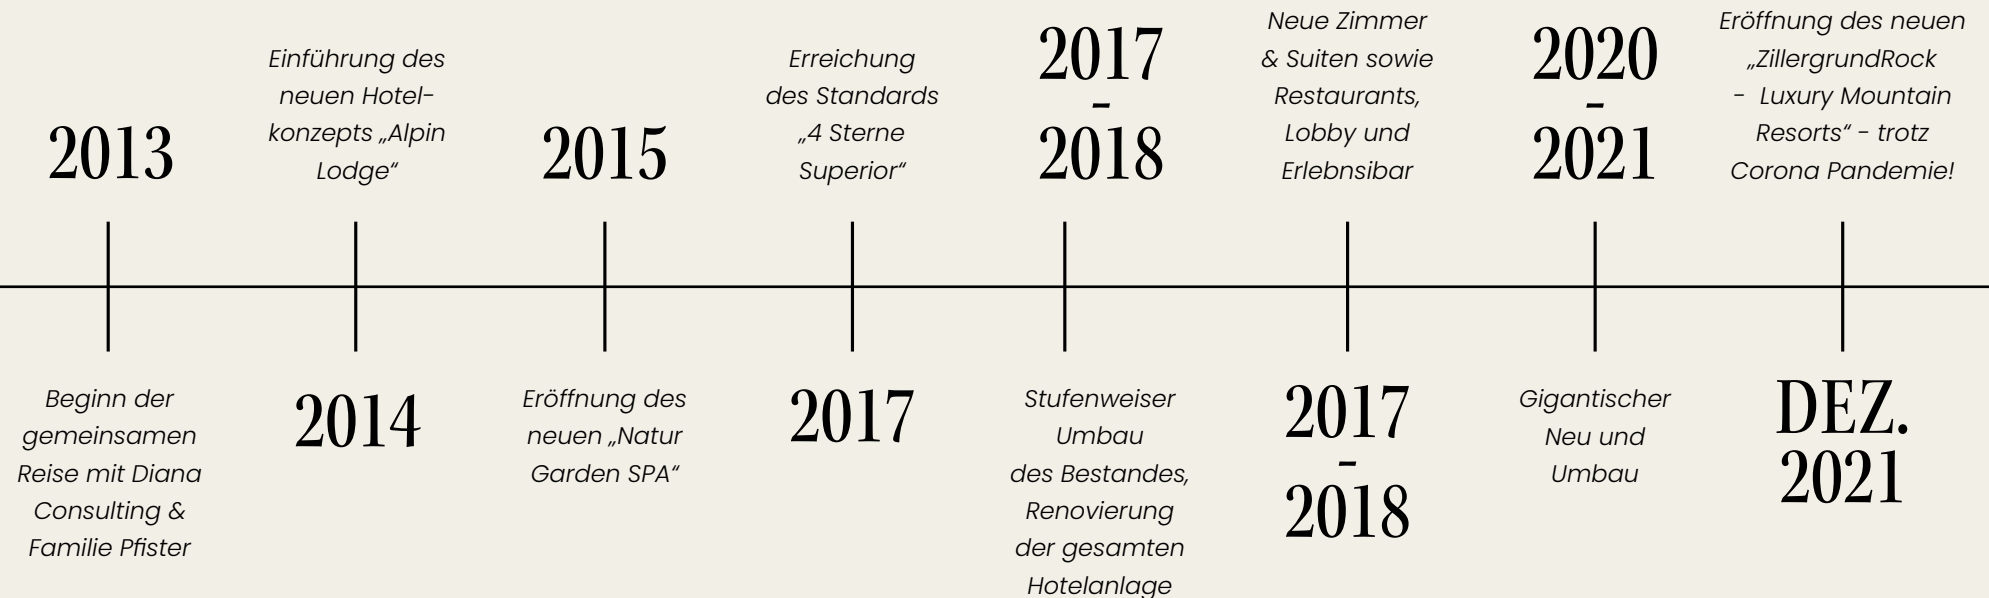 2013
Beginn der
gemeinsamen
Reise mit Diana
Consulting &
Familie Pfister
Einführung des
neuen Hotel-
konzepts „Alpin
Lodge“
2014
2015
Eröffnung des
neuen „Natur
Garden SPA“
Erreichung
des Standards
„4 Sterne
Superior“
2017
2017
-
2018
Stufenweiser
Umbau
des Bestandes,
Renovierung
der gesamten
Hotelanlage
Neue Zimmer
& Suiten sowie
Restaurants,
Lobby und
Erlebnsibar
2017
-
2018
2020
-
2021
Gigantischer
Neu und
Umbau
Eröffnung des neuen
„ZillergrundRock
- Luxury Mountain
Resorts“ - trotz
Corona Pandemie!
DEZ.
2021